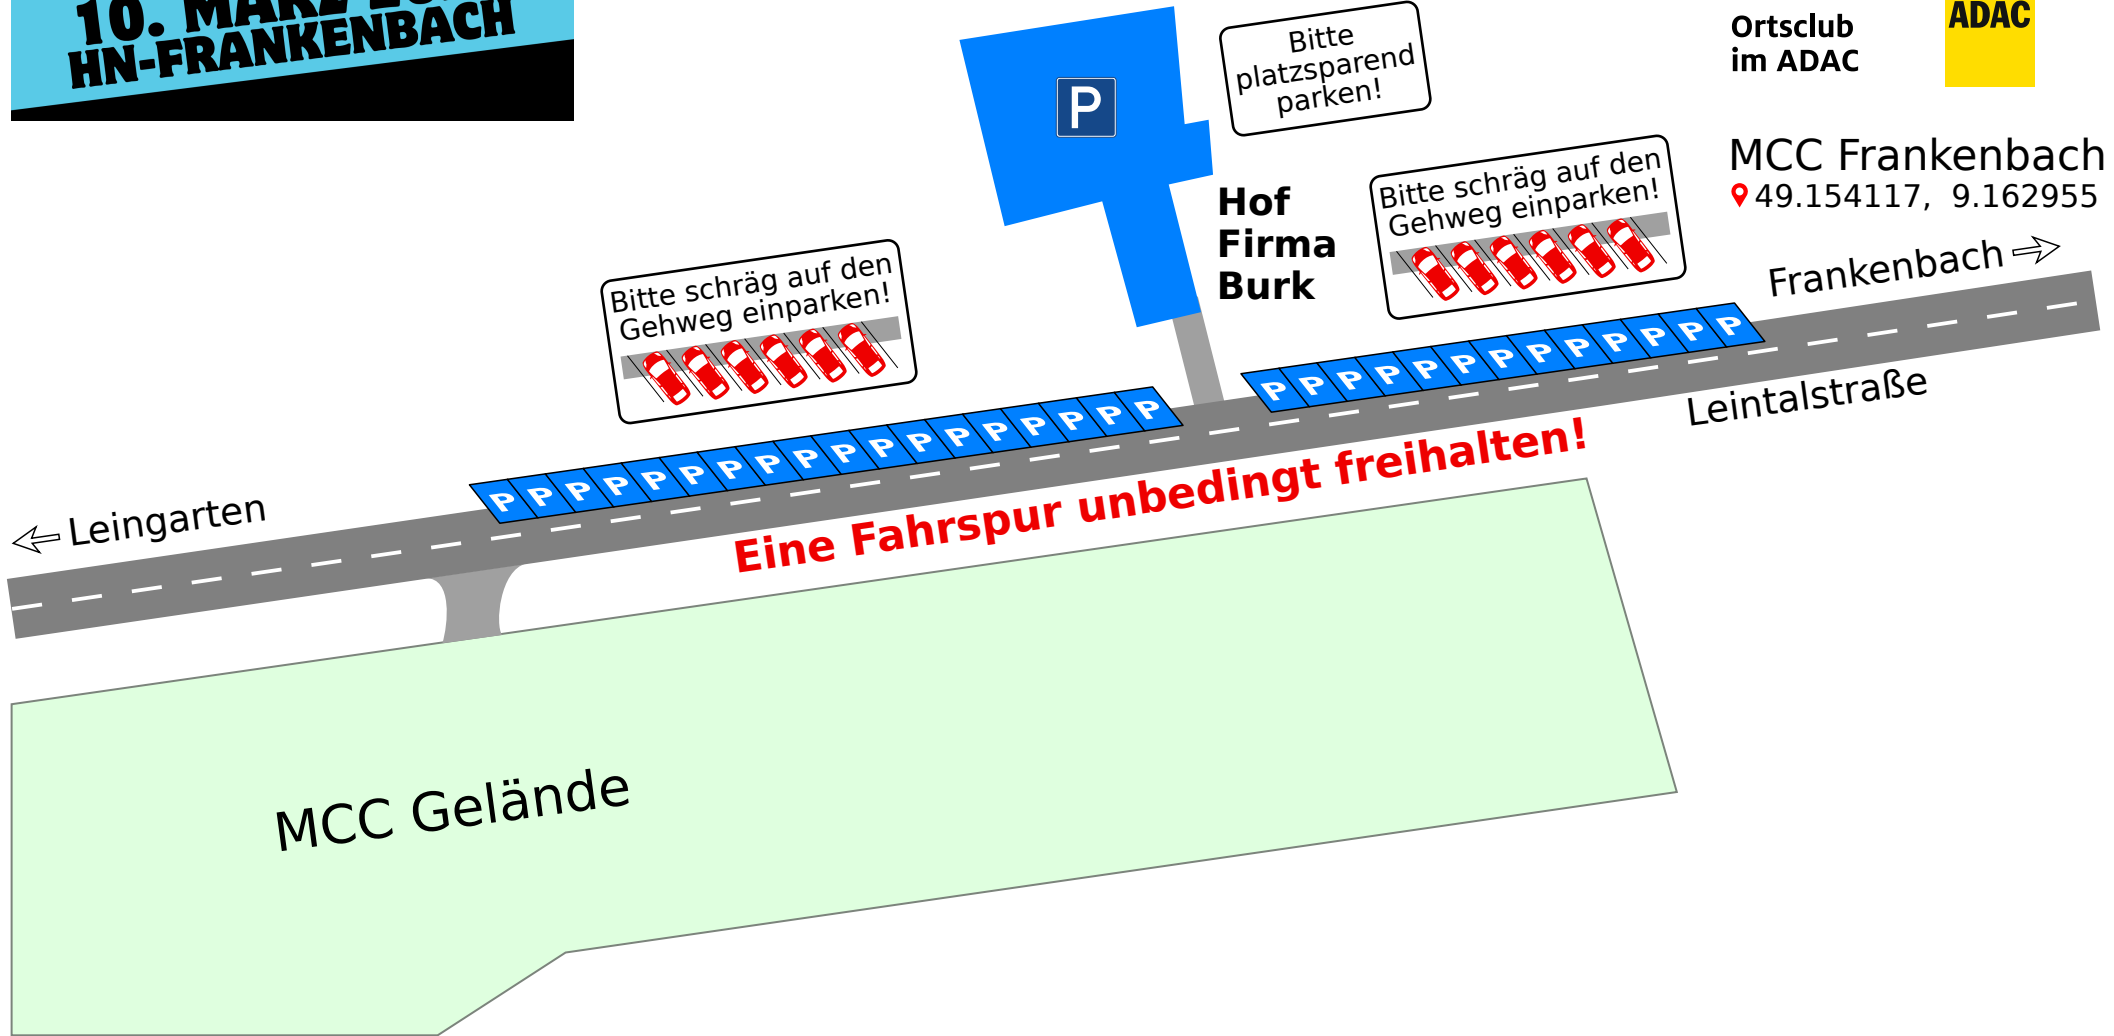 10. MÄRZ
HN-FRANKENBACH
P
Bitte
platzsparend
parken!
Ortsclub
im ADAC
ADAC
MCC Frankenbach
49.154117, 9.162955
Hof
Firma
Burk
Bitte schräg auf den
Gehweg einparken!
Bitte schräg auf den
Gehweg einparken!
Frankenbach
P P P P P P P P P P P P P
Leintalstraße
P P P P P P P P P P P P P P P P P P
Eine Fahrspur unbedingt freihalten!
Leingarten
MCC Gelände